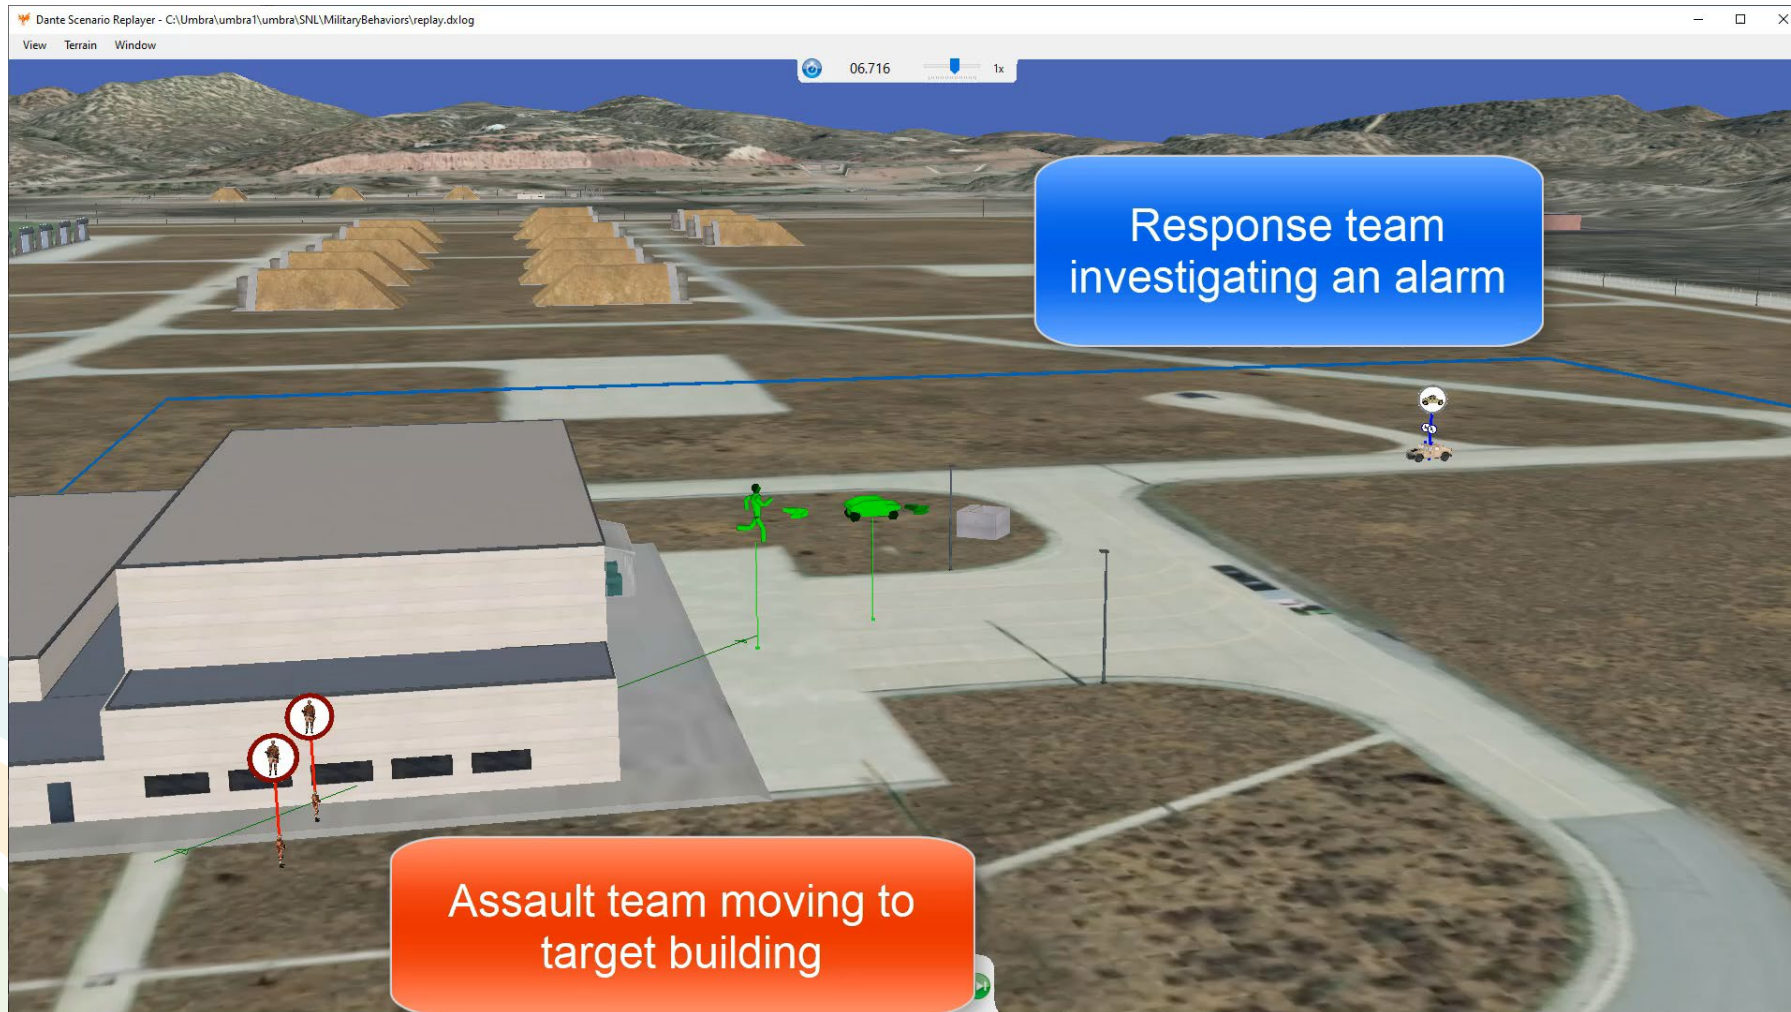 Dante Scenario Replayer - C:\Umbra\umbra1\umbra\SNL\MilitaryBehaviors\replay.dxlog
View Terrain Window
06.716 1x
Response team
investigating an alarm
Assault team moving to
target building